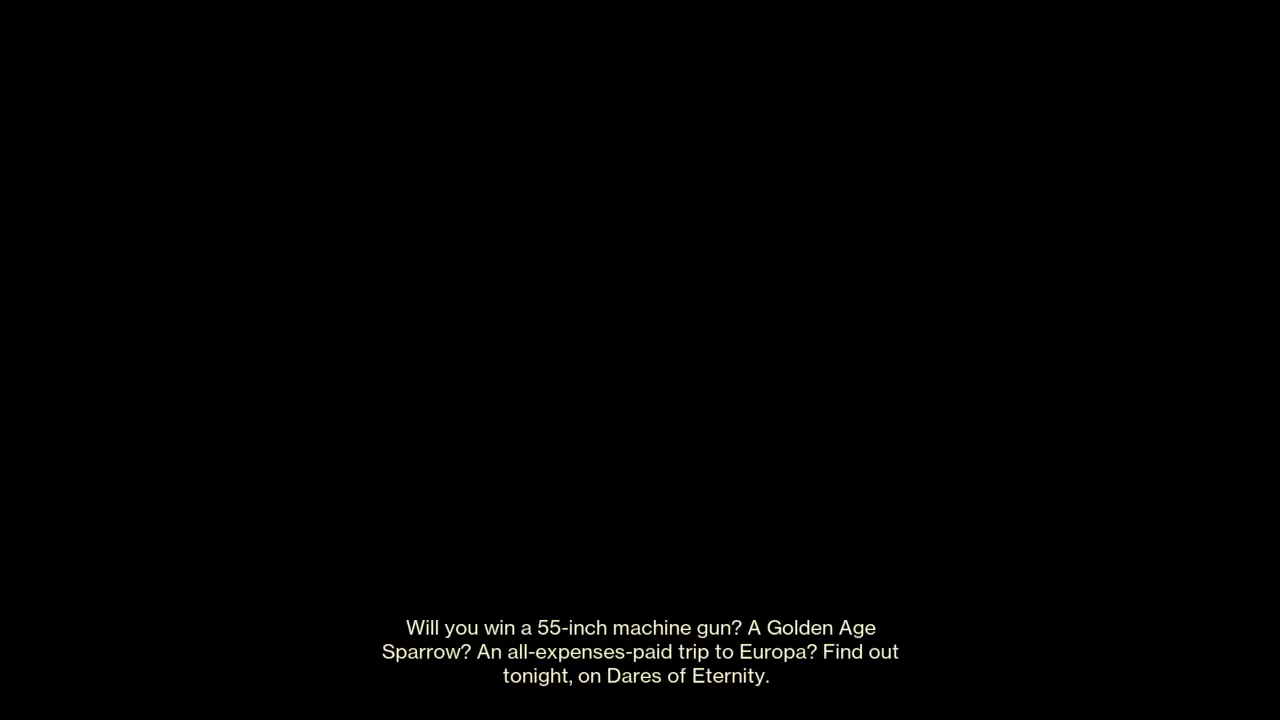 Will you win a 55-inch machine gun? A Golden Age
Sparrow? An all-expenses-paid trip to Europa? Find out
tonight, on Dares of Eternity.